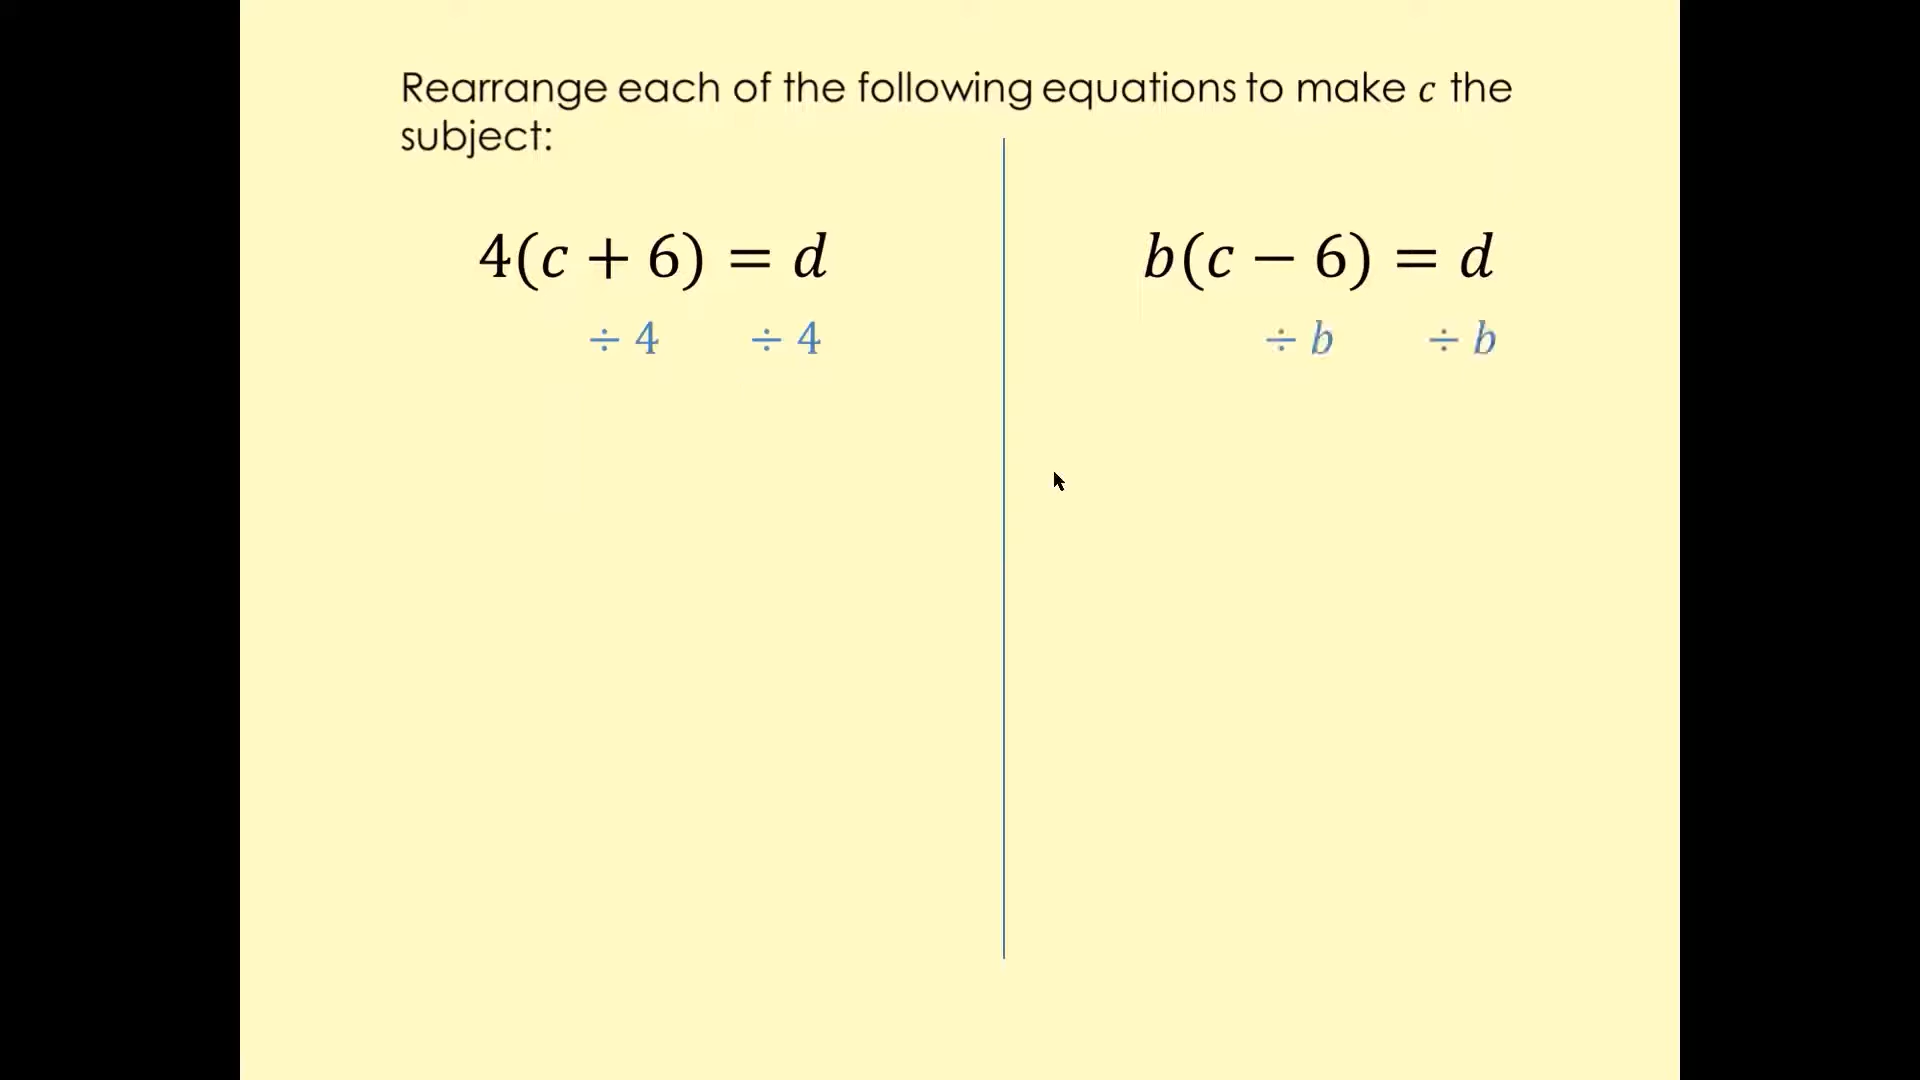 Rearrange each of the following equations to make c the
subject:
4(c + 6) = d
÷ 4 ÷ 4
b(c − 6) = d
÷ b ÷ b